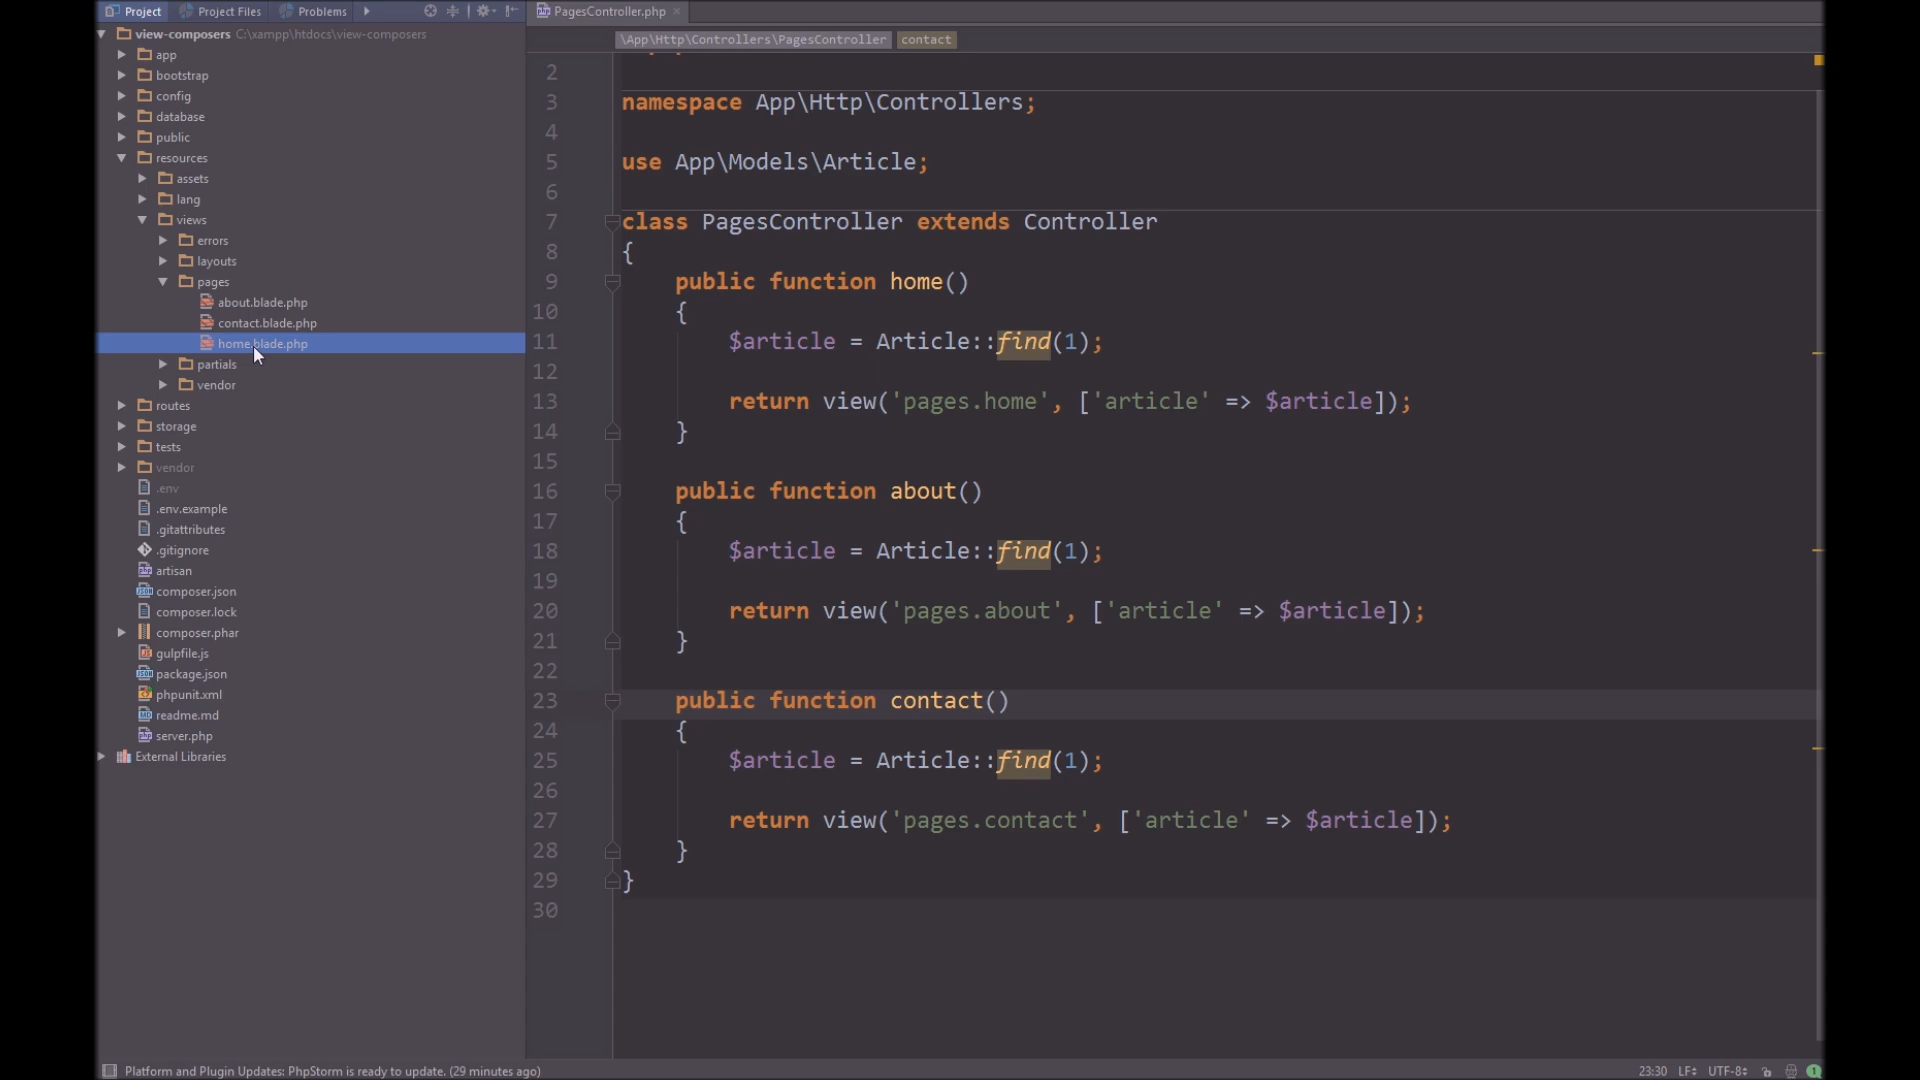 Project
Project Files
Problems
PagesController.php
view-composers C:\xampp\htdocs\view-composers
app
bootstrap
config
database
public
resources
assets
lang
views
errors
layouts
pages
about.blade.php
contact.blade.php
home.blade.php
partials
vendor
routes
storage
tests
vendor
.env
.env.example
.gitattributes
.gitignore
artisan
composer.json
composer.lock
composer.phar
gulpfile.js
package.json
phpunit.xml
readme.md
server.php
External Libraries
\App\Http\Controllers\PagesController contact
2
3 namespace App\Http\Controllers;
4
5 use App\Models\Article;
6
7 class PagesController extends Controller
8 {
9 public function home()
10 {
11 $article = Article::find(1);
12
13 return view('pages.home', ['article' => $article]);
14 }
15
16 public function about()
17 {
18 $article = Article::find(1);
19
20 return view('pages.about', ['article' => $article]);
21 }
22
23 public function contact()
24 {
25 $article = Article::find(1);
26
27 return view('pages.contact', ['article' => $article]);
28 }
29 }
30
Platform and Plugin Updates: PhpStorm is ready to update. (29 minutes ago)
23:30 LF÷ UTF-8÷ 1